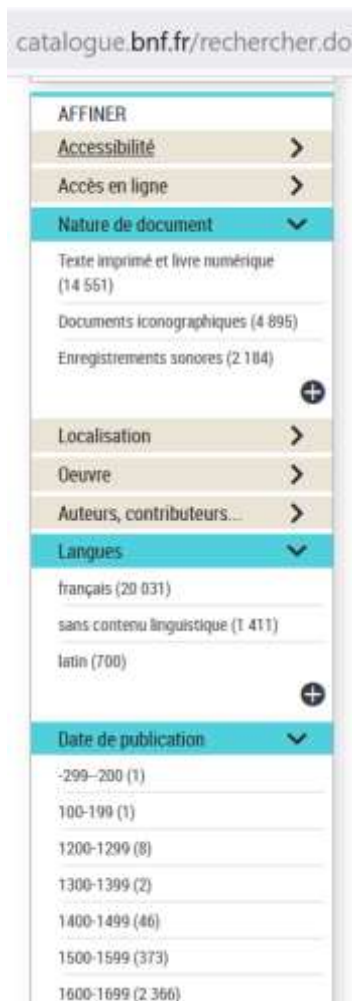 catalogue.bnf.fr/rechercher.do
AFFINER
Accessibilité
Accès en ligne
Nature de document
Texte imprimé et livre numérique
(14 551)
Documents iconographiques (4 895)
Enregistrements sonores (2 184)
Localisation
Oeuvre
Auteurs, contributeurs...
Langues
français (20 031)
sans contenu linguistique (1 411)
latin (700)
Date de publication
-299--200 (1)
100-199 (1)
1200-1299 (8)
1300-1399 (2)
1400-1499 (46)
1500-1599 (373)
1600-1699 (2 366)